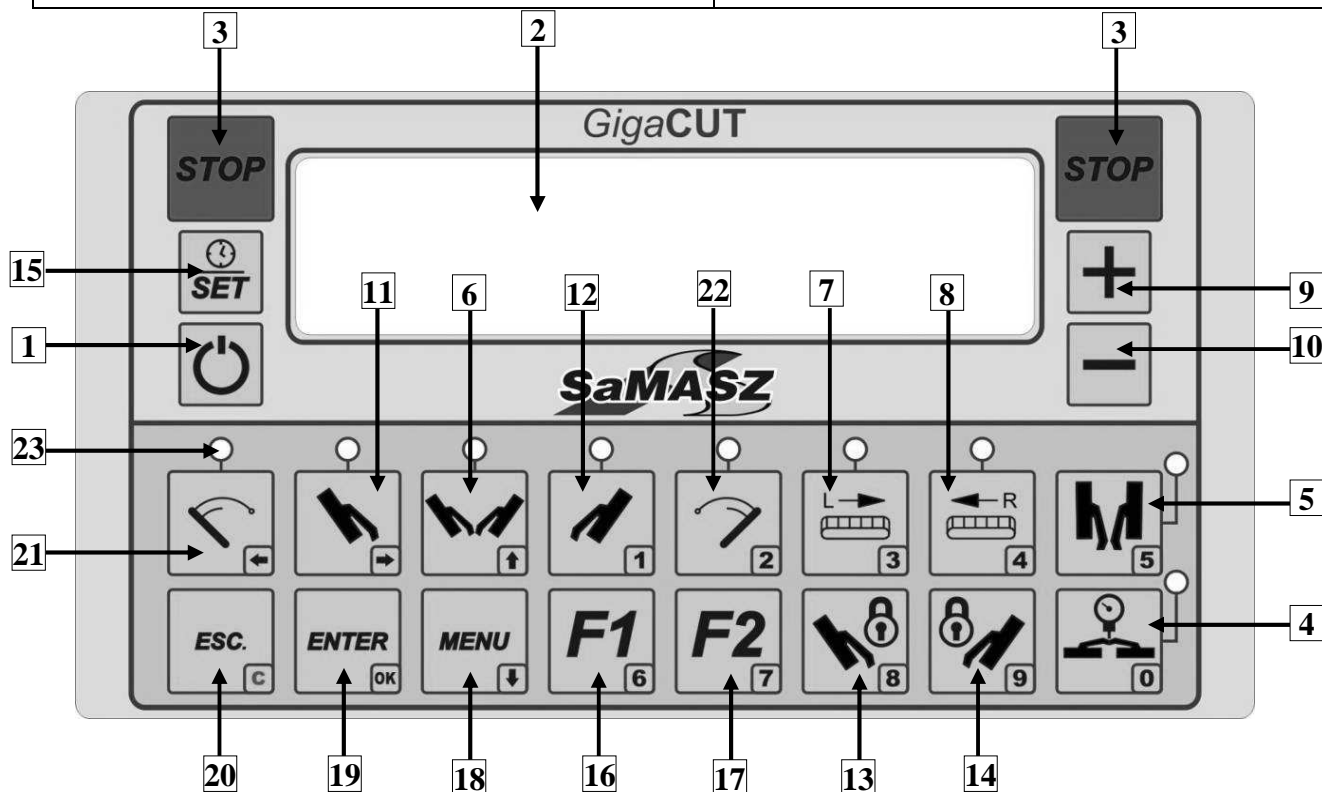 3 2 3
GigaCUT
STOP STOP
15 SET 11 6 12 22 7 8 + 9
1 − 10
SaMASZ
23
L R
21 1 2 3 4 5 5
4
ESC. ENTER MENU F1 F2
C OK 6 7 8 9 0
20 19 18 16 17 13 14